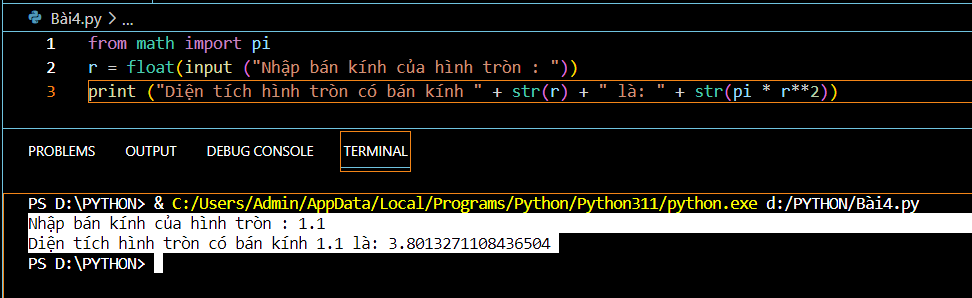 Bài4.py > ...
1 from math import pi
2 r = float(input ("Nhập bán kính của hình tròn : "))
3 print ("Diện tích hình tròn có bán kính " + str(r) + " là: " + str(pi * r**2))
PROBLEMS OUTPUT DEBUG CONSOLE TERMINAL
PS D:\PYTHON> & C:/Users/Admin/AppData/Local/Programs/Python/Python311/python.exe d:/PYTHON/Bài4.py
Nhập bán kính của hình tròn : 1.1
Diện tích hình tròn có bán kính 1.1 là: 3.8013271108436504
PS D:\PYTHON>